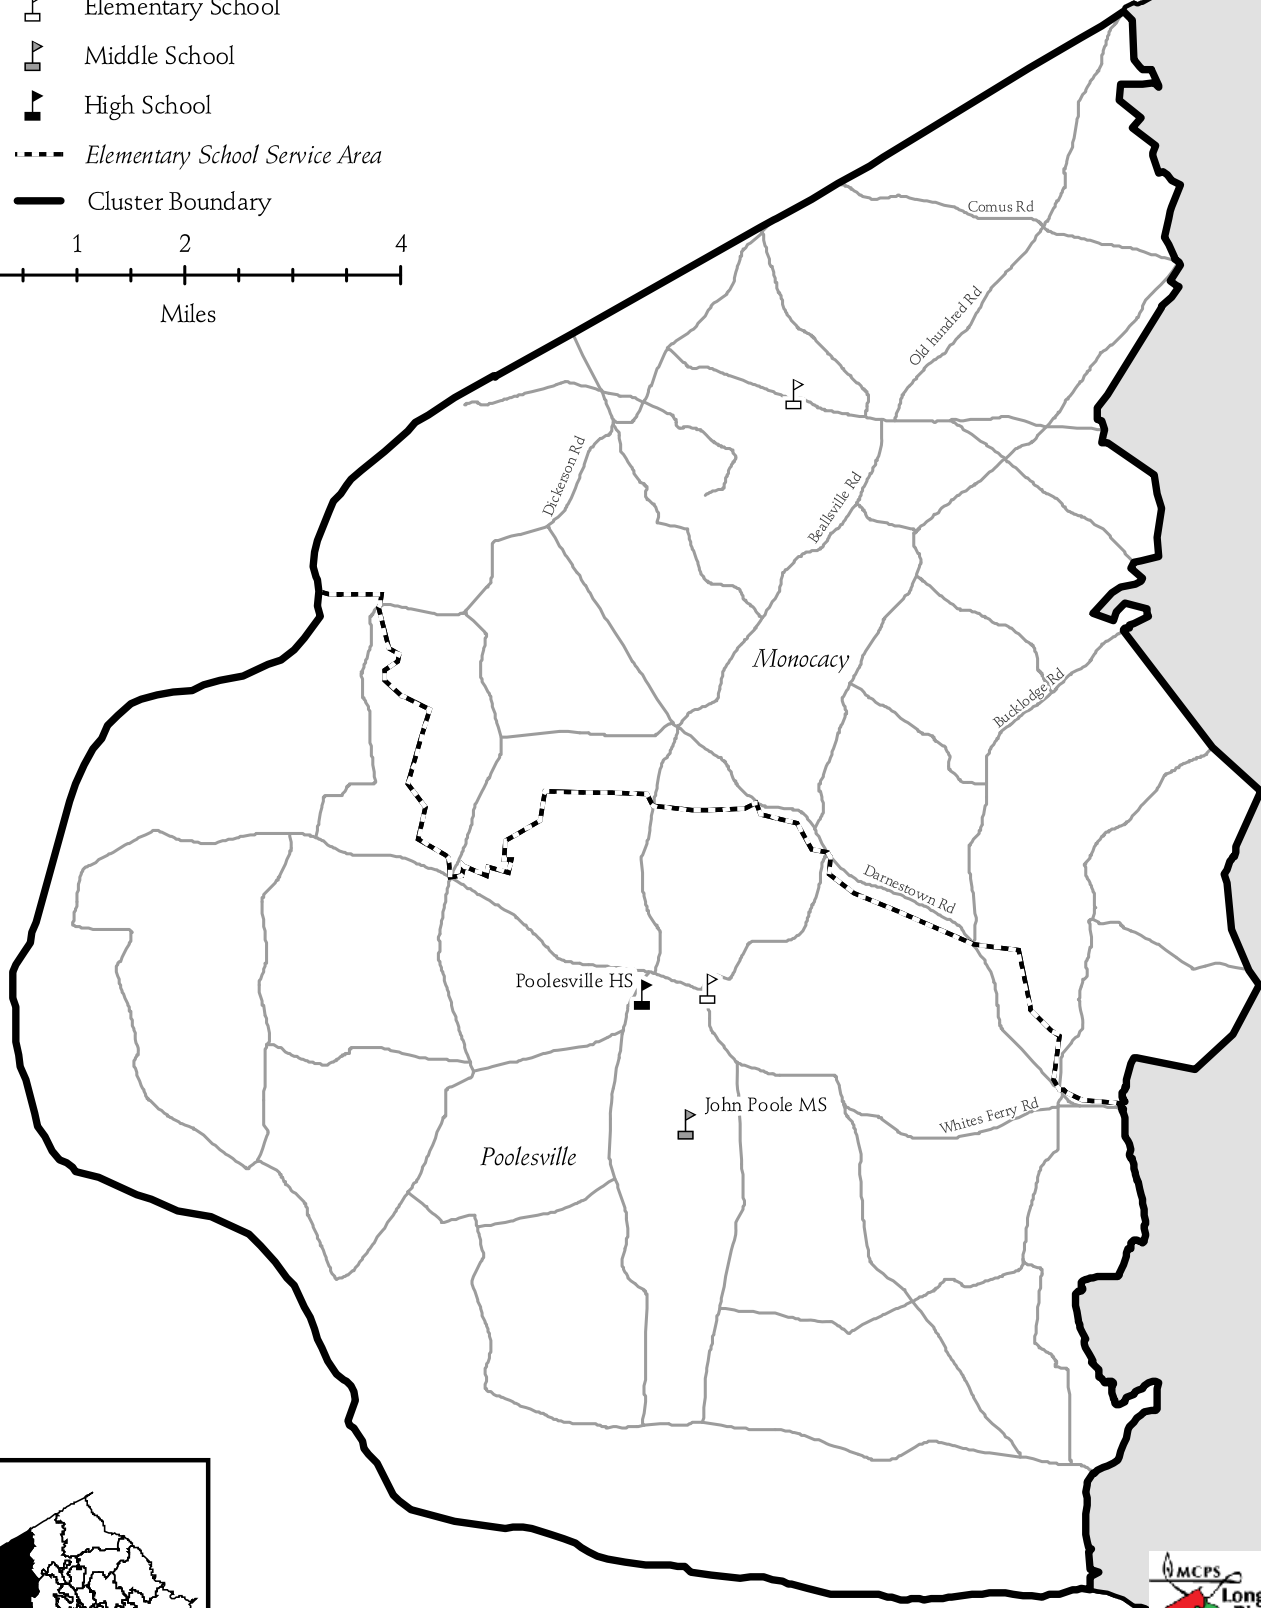 Elementary School
Middle School
High School
Elementary School Service Area
Cluster Boundary
1 2 4
Miles
Comus Rd
Old hundred Rd
Dickerson Rd
Beallsville Rd
Monocacy
Bucklodge Rd
Darnestown Rd
Poolesville HS
John Poole MS
Whites Ferry Rd
Poolesville
MCPS
Long